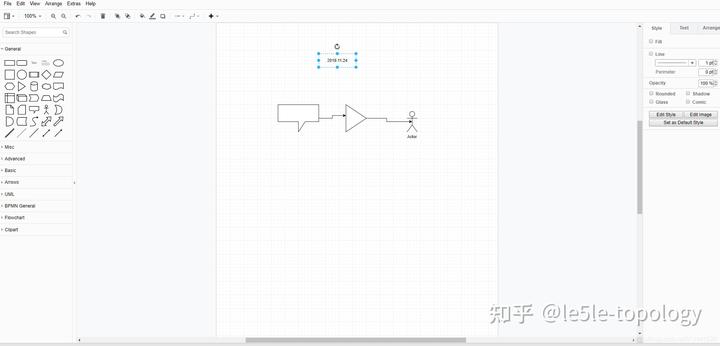 File Edit View Arrange Extras Help
100%
Search Shapes
General
Misc
Advanced
Basic
Arrows
UML
BPMN General
Flowchart
Clipart
2019.11.24
Actor
Style Text Arrange
Fill
Line
1 pt
Perimeter 0 pt
Opacity 100 %
Rounded Shadow
Glass Comic
Edit Style Edit Image
Set as Default Style
知乎 @le5le-topology